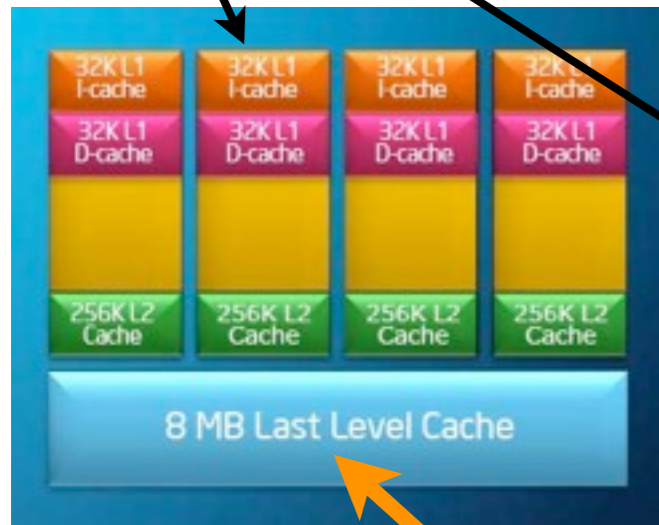 32K L1
I-cache
32K L1
I-cache
32K L1
I-cache
32K L1
I-cache
32K L1
D-cache
32K L1
D-cache
32K L1
D-cache
32K L1
D-cache
256K L2
Cache
256K L2
Cache
256K L2
Cache
256K L2
Cache
8 MB Last Level Cache